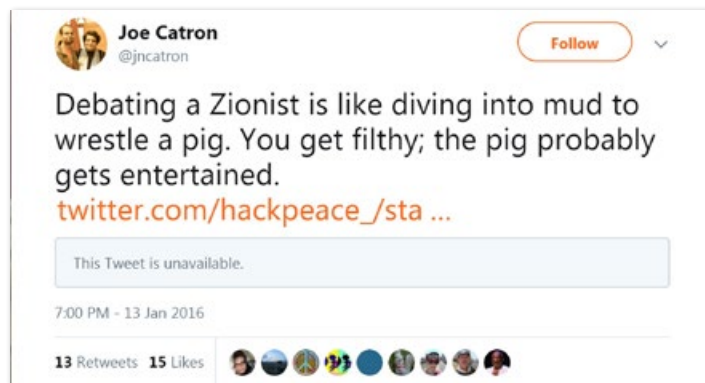 Joe Catron
Follow
@jncatron
Debating a Zionist is like diving into mud to
wrestle a pig. You get filthy; the pig probably
gets entertained.
twitter.com/hackpeace_/sta ...
This Tweet is unavailable.
7:00 PM - 13 Jan 2016
13 Retweets 15 Likes